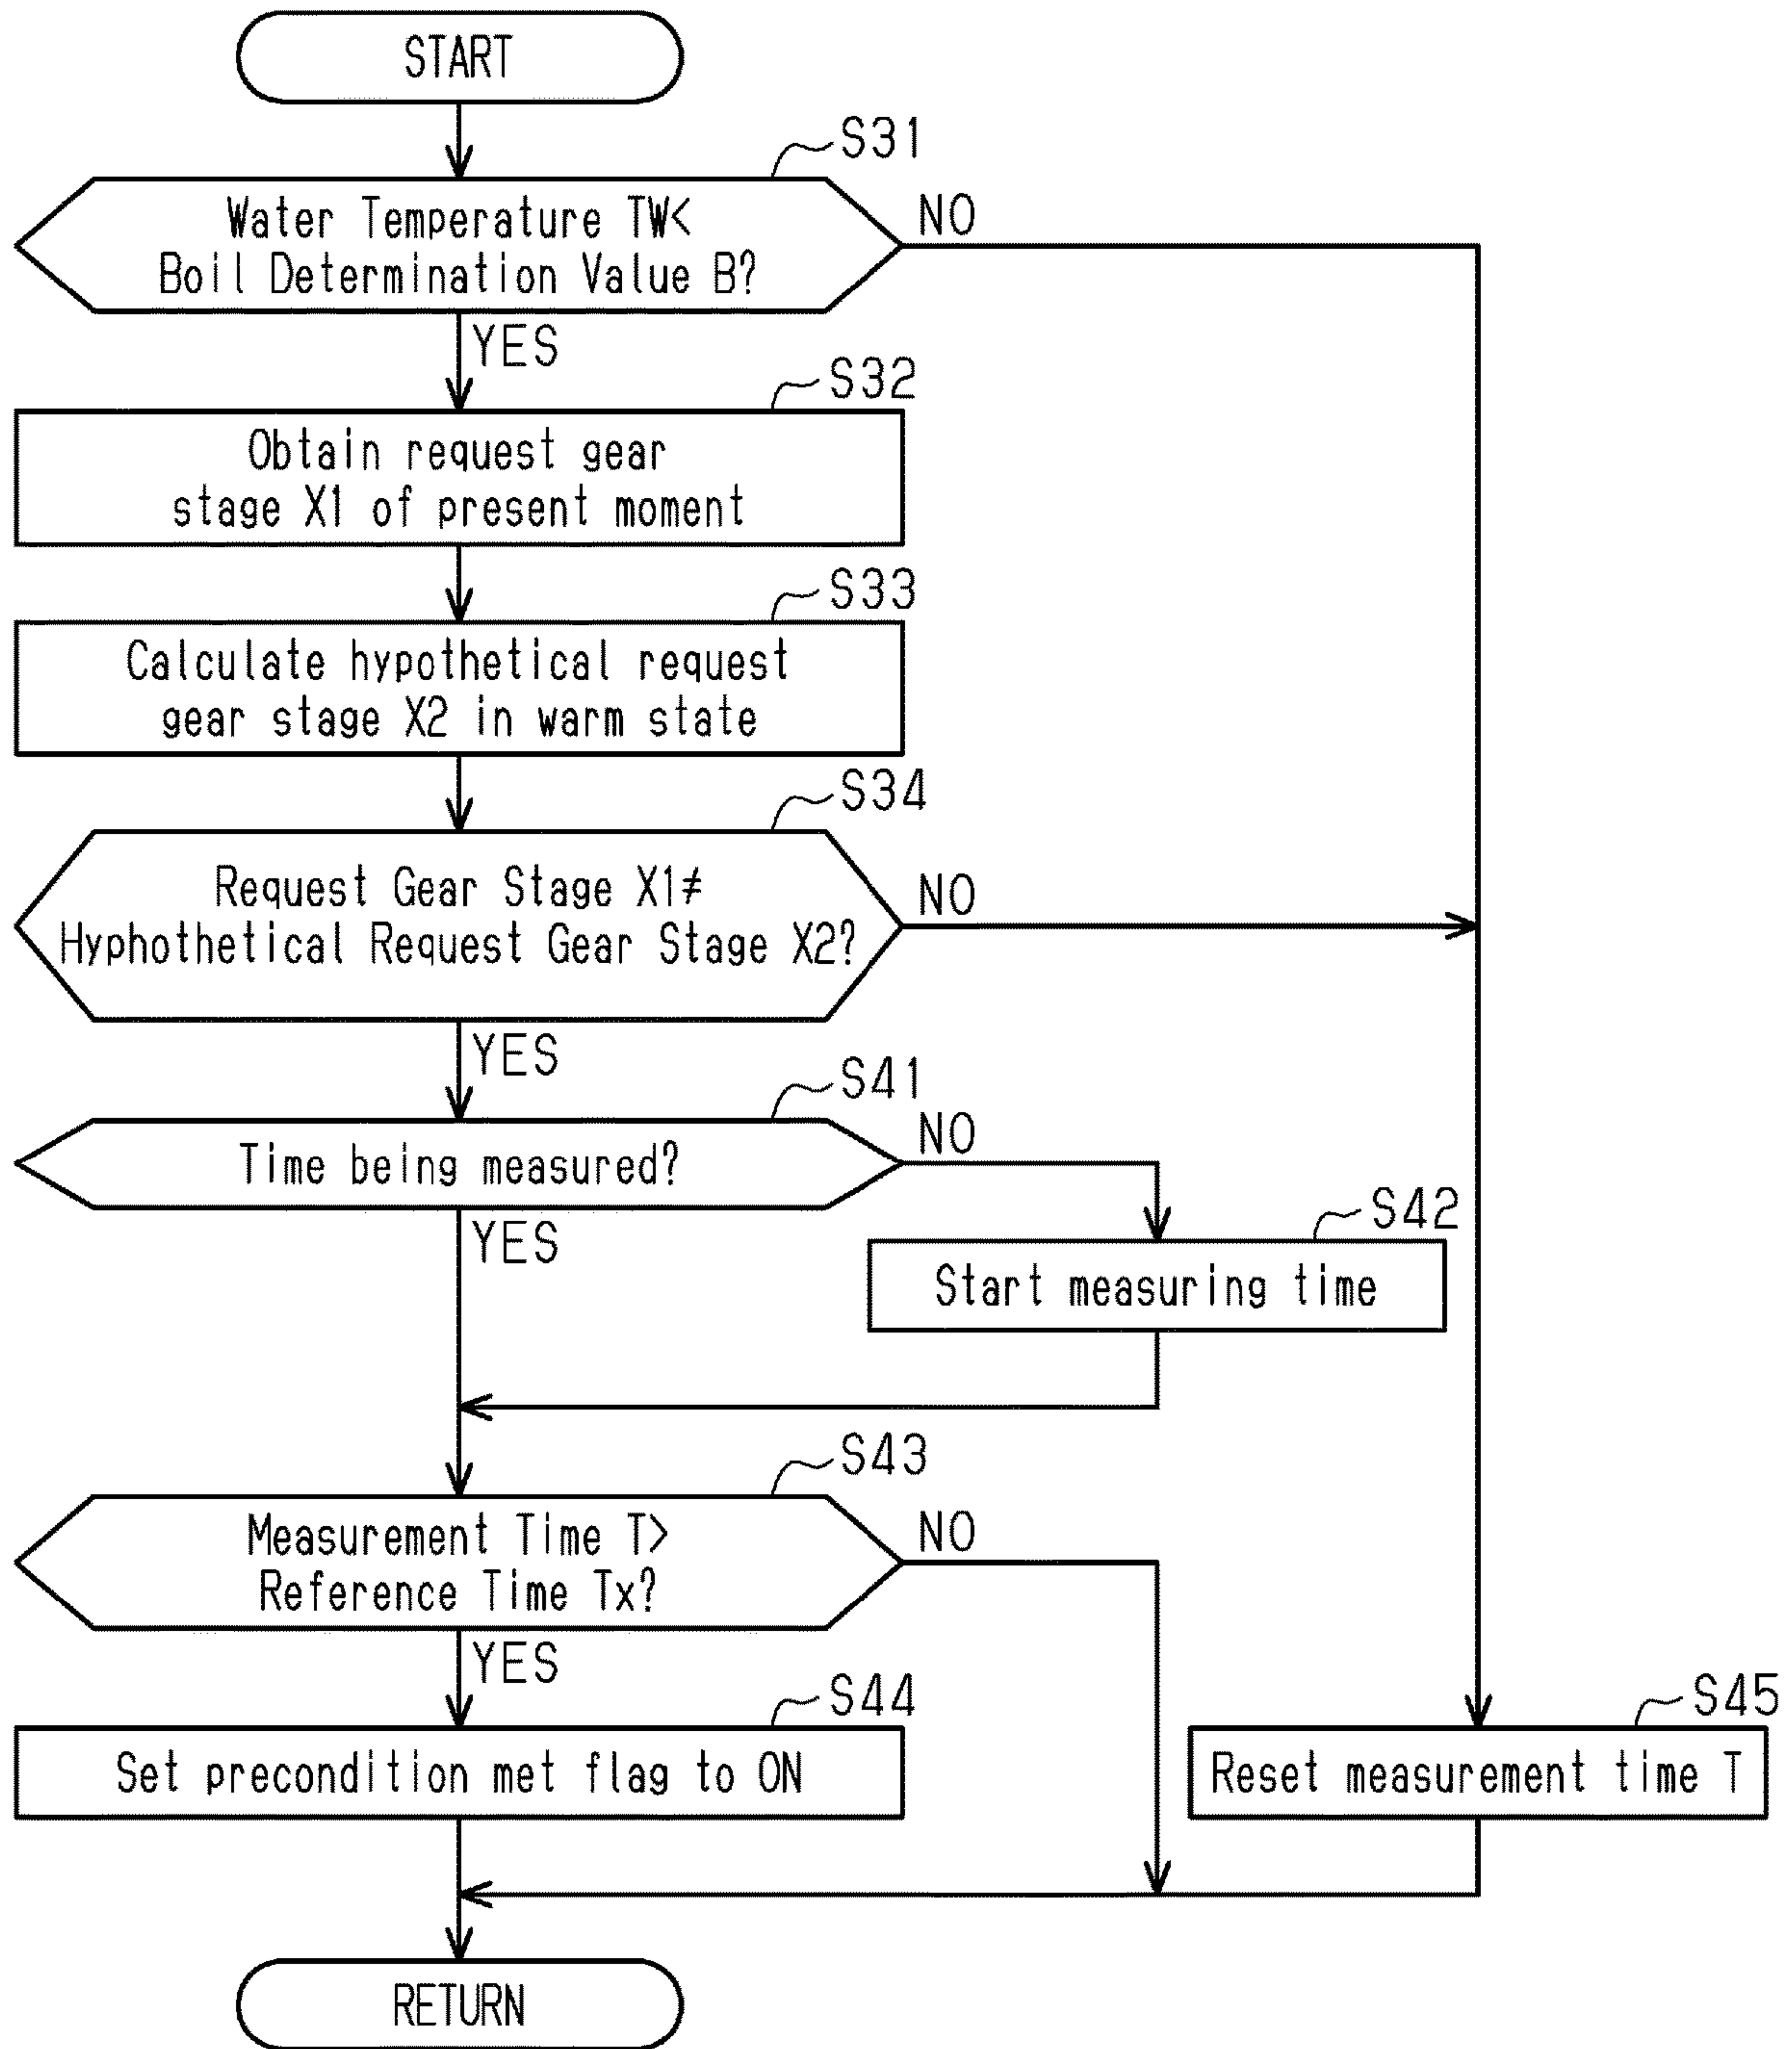 START
S31
Water Temperature TW<
Boil Determination Value B?
NO
YES
S32
Obtain request gear
stage X1 of present moment
S33
Calculate hypothetical request
gear stage X2 in warm state
S34
Request Gear Stage X1≠
Hyphothetical Request Gear Stage X2?
NO
YES
S41
Time being measured?
NO
YES
S42
Start measuring time
S43
Measurement Time T>
Reference Time Tx?
NO
YES
S44
Set precondition met flag to ON
S45
Reset measurement time T
RETURN